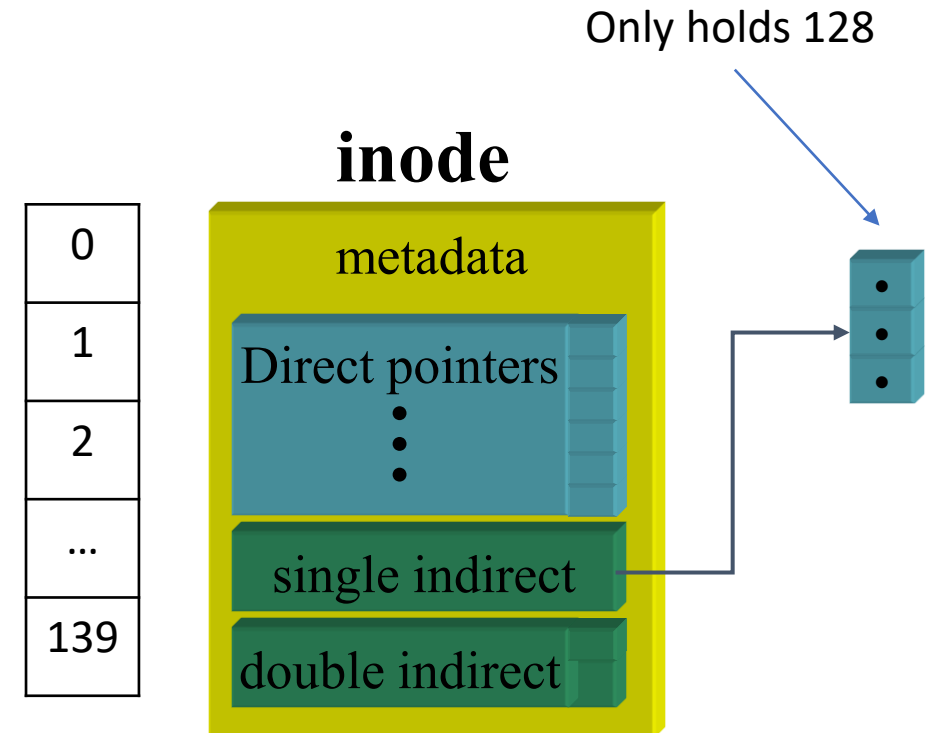 Only holds 128
inode
0
1
2
...
139
metadata
Direct pointers
single indirect
double indirect